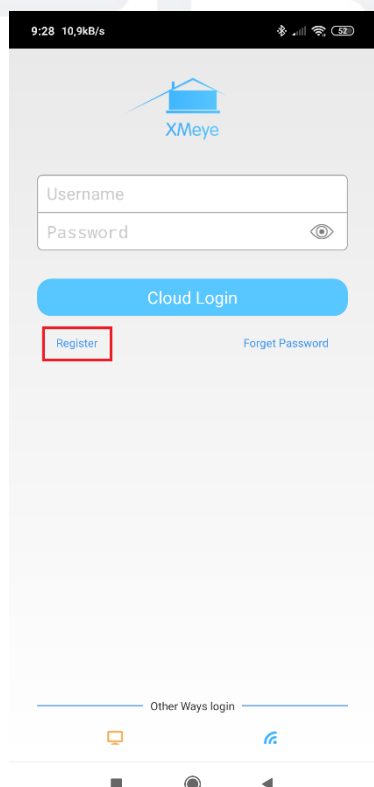 9:28 10,9kB/s 52
XMeye
Username
Password
Cloud Login
Register Forget Password
Other Ways login